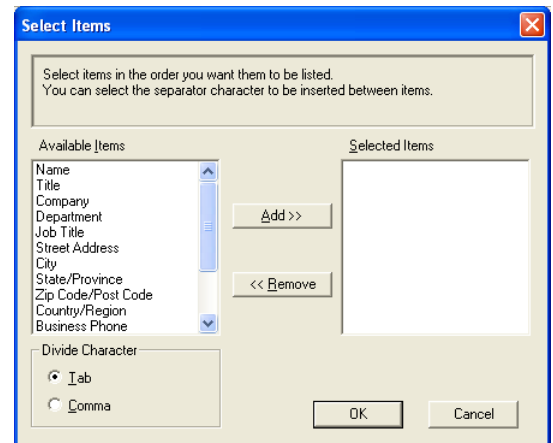 Select Items
Select items in the order you want them to be listed.
You can select the separator character to be inserted between items.
Available Items
Name
Title
Company
Department
Job Title
Street Address
City
State/Province
Zip Code/Post Code
Country/Region
Business Phone
Add >>
<< Remove
Selected Items
Divide Character
Tab
Comma
OK
Cancel